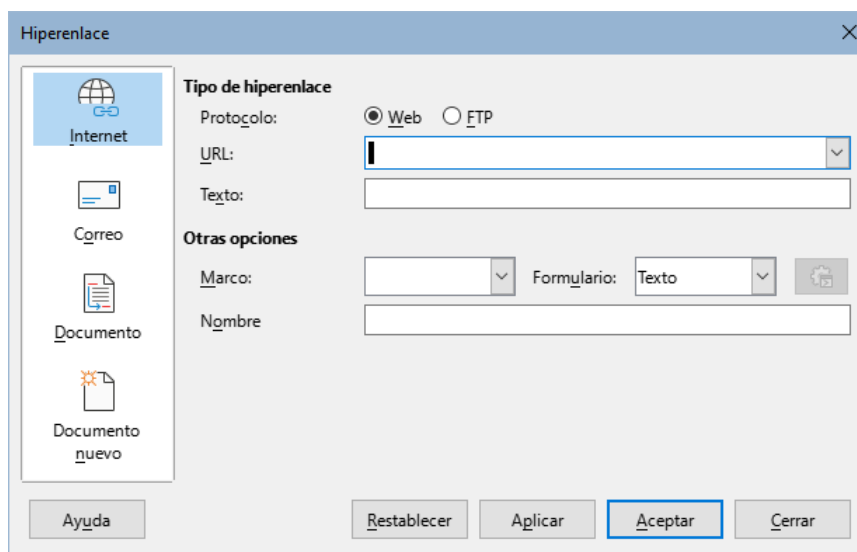 Hiperenlace
Internet
Correo
Documento
Documento
nuevo
Tipo de hiperenlace
Protocolo: Web FTP
URL:
Texto:
Otras opciones
Marco: Formulario: Texto
Nombre
Ayuda Restablecer Aplicar Aceptar Cerrar